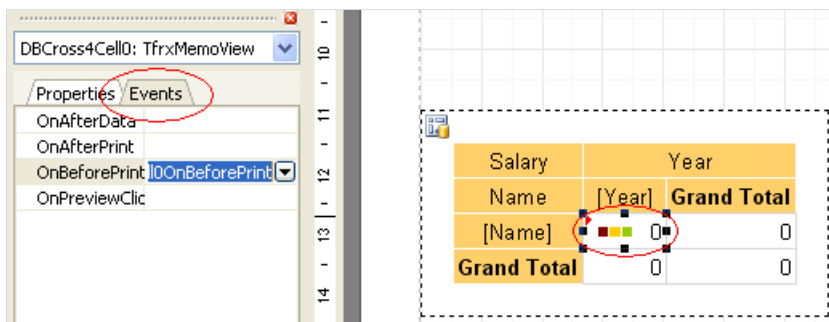 DBCross4Cell0: TfrxMemoView
Properties Events
OnAfterData
OnAfterPrint
OnBeforePrint l0OnBeforePrint
OnPreviewClic
10
11
12
13
14
Salary Year
Name [Year] Grand Total
[Name] 0 0
Grand Total 0 0